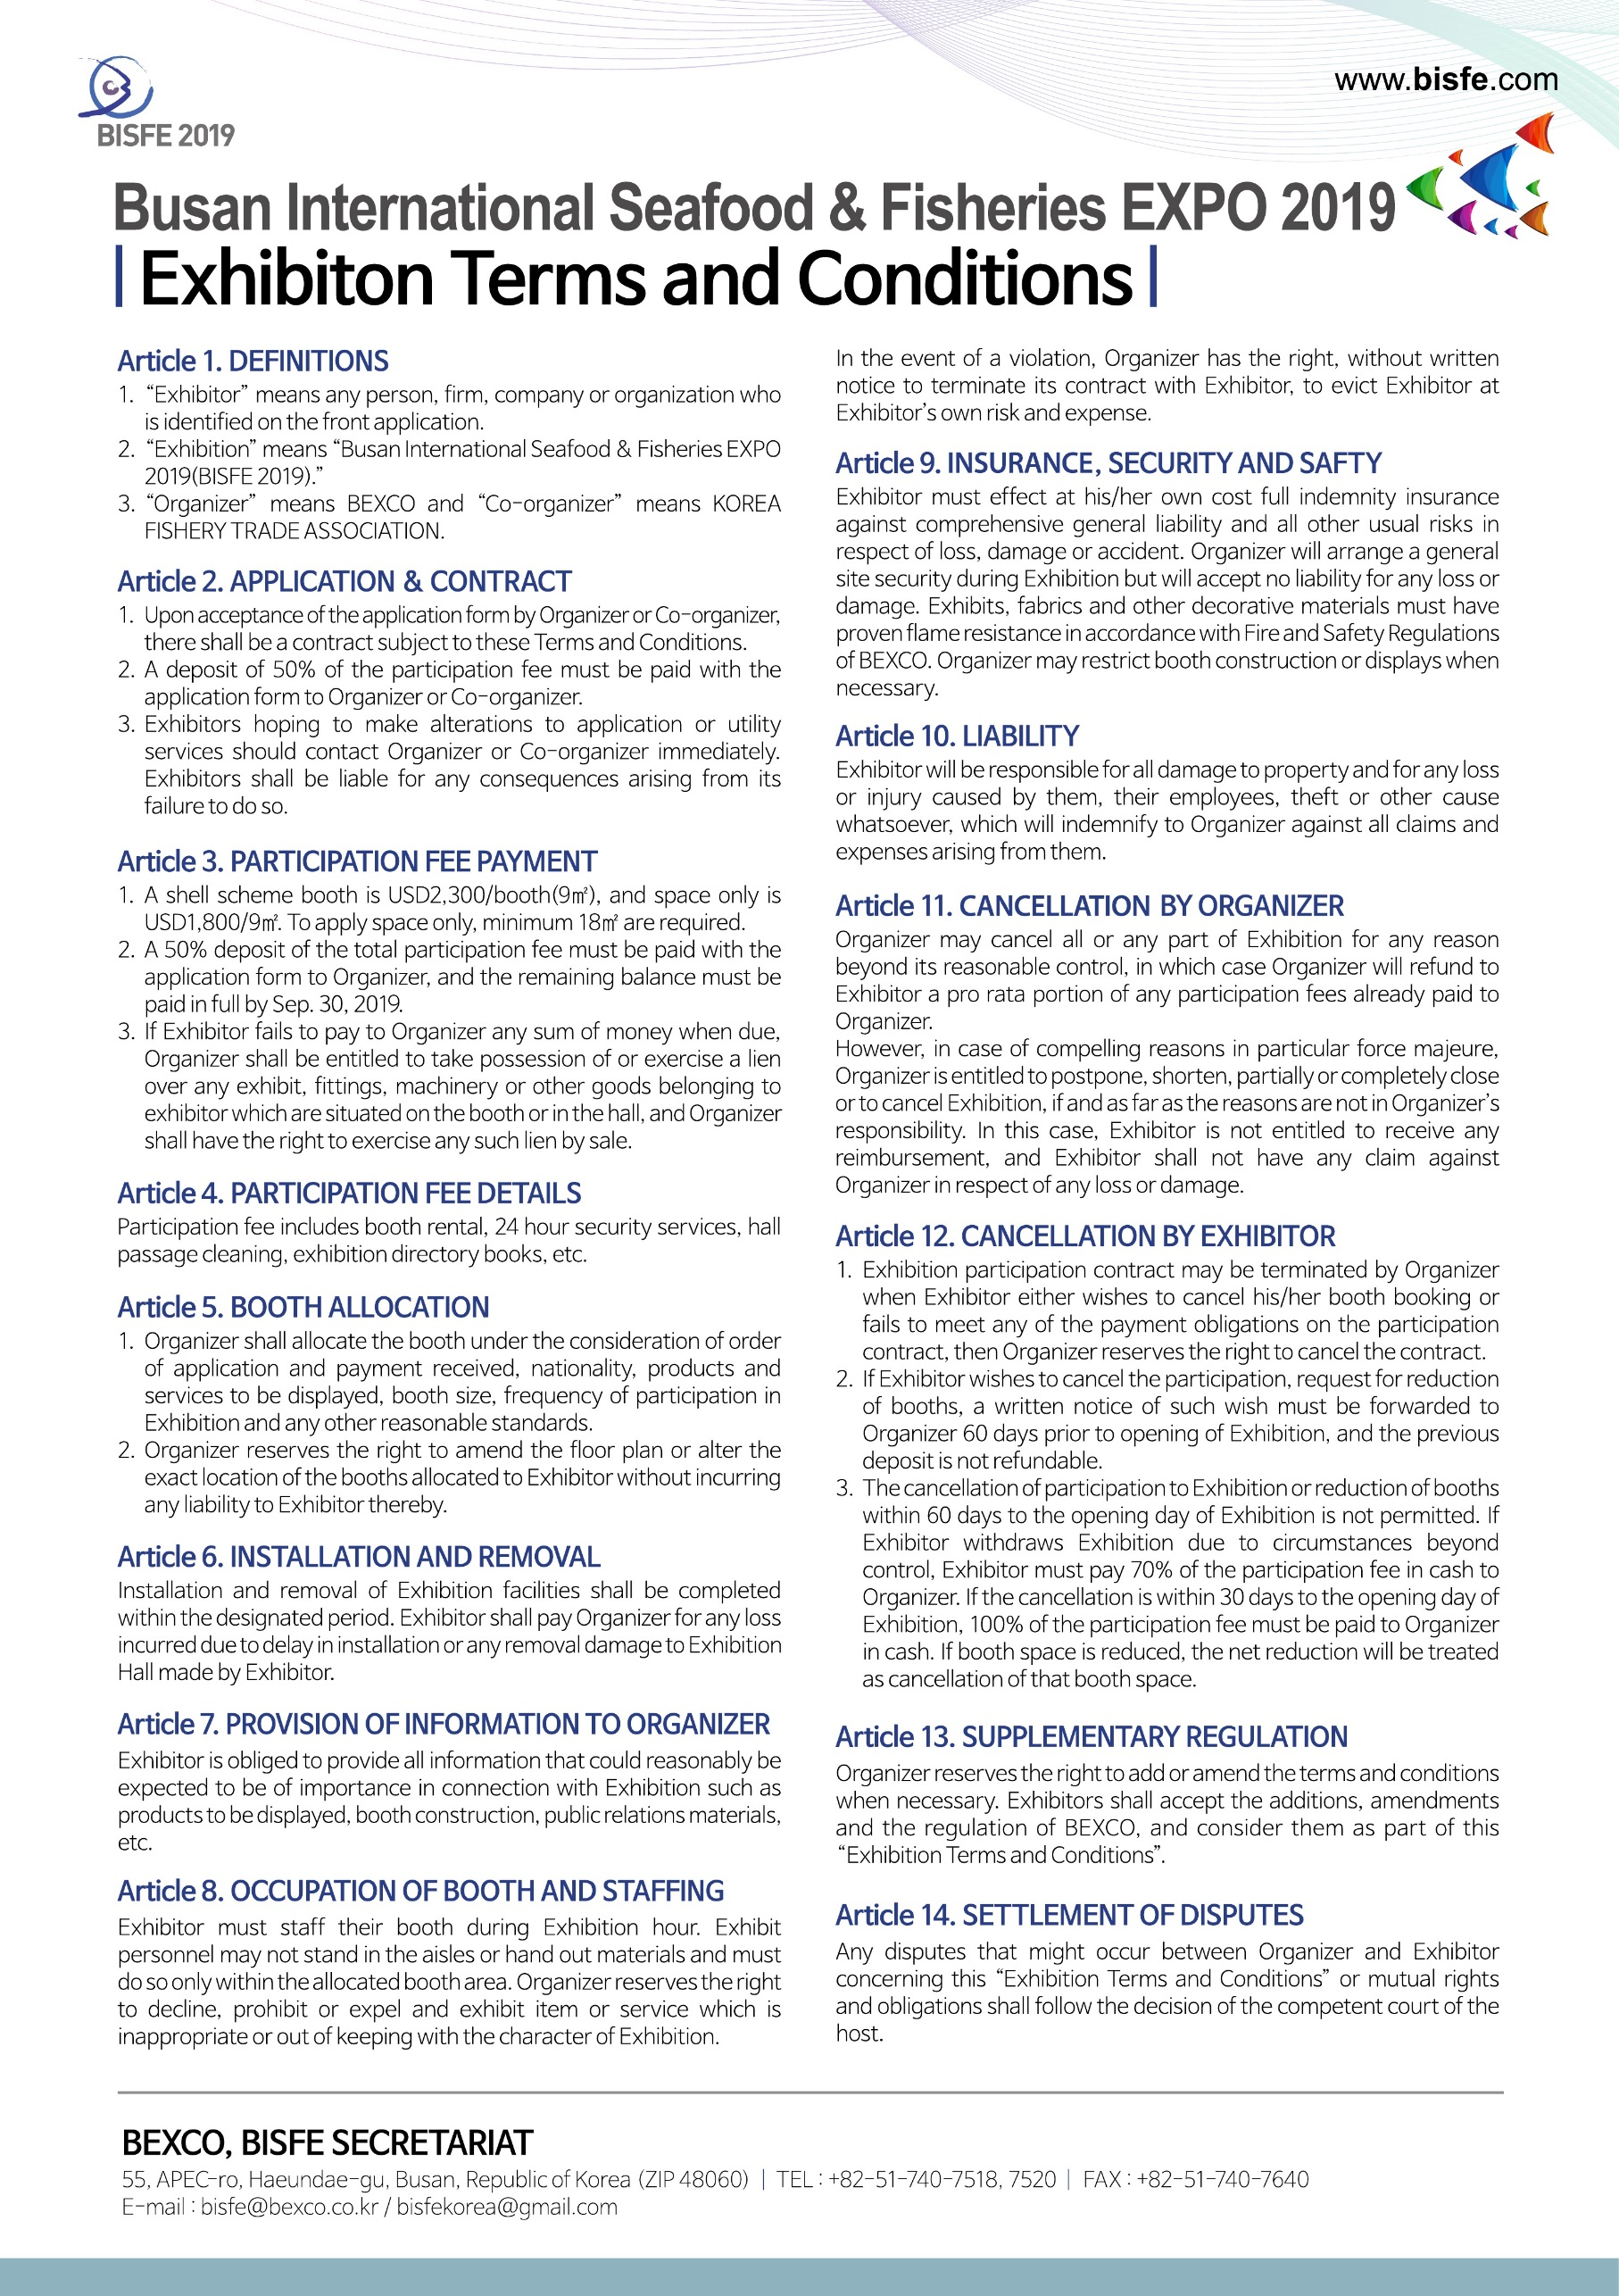 www.bisfe.com
BISFE 2019
Busan International Seafood & Fisheries EXPO 2019
Exhibiton Terms and Conditions
Article 1. DEFINITIONS
1. “Exhibitor” means any person, firm, company or organization who
is identified on the front application.
2. “Exhibition” means “Busan International Seafood & Fisheries EXPO
2019(BISFE 2019).”
3. “Organizer” means BEXCO and “Co-organizer” means KOREA
FISHERY TRADE ASSOCIATION.
Article 2. APPLICATION & CONTRACT
1. Upon acceptance of the application form by Organizer or Co-organizer,
there shall be a contract subject to these Terms and Conditions.
2. A deposit of 50% of the participation fee must be paid with the
application form to Organizer or Co-organizer.
3. Exhibitors hoping to make alterations to application or utility
services should contact Organizer or Co-organizer immediately.
Exhibitors shall be liable for any consequences arising from its
failure to do so.
Article 3. PARTICIPATION FEE PAYMENT
1. A shell scheme booth is USD2,300/booth(9㎡), and space only is
USD1,800/9㎡. To apply space only, minimum 18㎡ are required.
2. A 50% deposit of the total participation fee must be paid with the
application form to Organizer, and the remaining balance must be
paid in full by Sep. 30, 2019.
3. If Exhibitor fails to pay to Organizer any sum of money when due,
Organizer shall be entitled to take possession of or exercise a lien
over any exhibit, fittings, machinery or other goods belonging to
exhibitor which are situated on the booth or in the hall, and Organizer
shall have the right to exercise any such lien by sale.
Article 4. PARTICIPATION FEE DETAILS
Participation fee includes booth rental, 24 hour security services, hall
passage cleaning, exhibition directory books, etc.
Article 5. BOOTH ALLOCATION
1. Organizer shall allocate the booth under the consideration of order
of application and payment received, nationality, products and
services to be displayed, booth size, frequency of participation in
Exhibition and any other reasonable standards.
2. Organizer reserves the right to amend the floor plan or alter the
exact location of the booths allocated to Exhibitor without incurring
any liability to Exhibitor thereby.
Article 6. INSTALLATION AND REMOVAL
Installation and removal of Exhibition facilities shall be completed
within the designated period. Exhibitor shall pay Organizer for any loss
incurred due to delay in installation or any removal damage to Exhibition
Hall made by Exhibitor.
Article 7. PROVISION OF INFORMATION TO ORGANIZER
Exhibitor is obliged to provide all information that could reasonably be
expected to be of importance in connection with Exhibition such as
products to be displayed, booth construction, public relations materials,
etc.
Article 8. OCCUPATION OF BOOTH AND STAFFING
Exhibitor must staff their booth during Exhibition hour. Exhibit
personnel may not stand in the aisles or hand out materials and must
do so only within the allocated booth area. Organizer reserves the right
to decline, prohibit or expel and exhibit item or service which is
inappropriate or out of keeping with the character of Exhibition.
In the event of a violation, Organizer has the right, without written
notice to terminate its contract with Exhibitor, to evict Exhibitor at
Exhibitor’s own risk and expense.
Article 9. INSURANCE, SECURITY AND SAFTY
Exhibitor must effect at his/her own cost full indemnity insurance
against comprehensive general liability and all other usual risks in
respect of loss, damage or accident. Organizer will arrange a general
site security during Exhibition but will accept no liability for any loss or
damage. Exhibits, fabrics and other decorative materials must have
proven flame resistance in accordance with Fire and Safety Regulations
of BEXCO. Organizer may restrict booth construction or displays when
necessary.
Article 10. LIABILITY
Exhibitor will be responsible for all damage to property and for any loss
or injury caused by them, their employees, theft or other cause
whatsoever, which will indemnify to Organizer against all claims and
expenses arising from them.
Article 11. CANCELLATION BY ORGANIZER
Organizer may cancel all or any part of Exhibition for any reason
beyond its reasonable control, in which case Organizer will refund to
Exhibitor a pro rata portion of any participation fees already paid to
Organizer.
However, in case of compelling reasons in particular force majeure,
Organizer is entitled to postpone, shorten, partially or completely close
or to cancel Exhibition, if and as far as the reasons are not in Organizer’s
responsibility. In this case, Exhibitor is not entitled to receive any
reimbursement, and Exhibitor shall not have any claim against
Organizer in respect of any loss or damage.
Article 12. CANCELLATION BY EXHIBITOR
1. Exhibition participation contract may be terminated by Organizer
when Exhibitor either wishes to cancel his/her booth booking or
fails to meet any of the payment obligations on the participation
contract, then Organizer reserves the right to cancel the contract.
2. If Exhibitor wishes to cancel the participation, request for reduction
of booths, a written notice of such wish must be forwarded to
Organizer 60 days prior to opening of Exhibition, and the previous
deposit is not refundable.
3. The cancellation of participation to Exhibition or reduction of booths
within 60 days to the opening day of Exhibition is not permitted. If
Exhibitor withdraws Exhibition due to circumstances beyond
control, Exhibitor must pay 70% of the participation fee in cash to
Organizer. If the cancellation is within 30 days to the opening day of
Exhibition, 100% of the participation fee must be paid to Organizer
in cash. If booth space is reduced, the net reduction will be treated
as cancellation of that booth space.
Article 13. SUPPLEMENTARY REGULATION
Organizer reserves the right to add or amend the terms and conditions
when necessary. Exhibitors shall accept the additions, amendments
and the regulation of BEXCO, and consider them as part of this
“Exhibition Terms and Conditions”.
Article 14. SETTLEMENT OF DISPUTES
Any disputes that might occur between Organizer and Exhibitor
concerning this “Exhibition Terms and Conditions” or mutual rights
and obligations shall follow the decision of the competent court of the
host.
BEXCO, BISFE SECRETARIAT
55, APEC-ro, Haeundae-gu, Busan, Republic of Korea (ZIP 48060) | TEL : +82-51-740-7518, 7520 | FAX : +82-51-740-7640
E-mail : bisfe@bexco.co.kr / bisfekorea@gmail.com